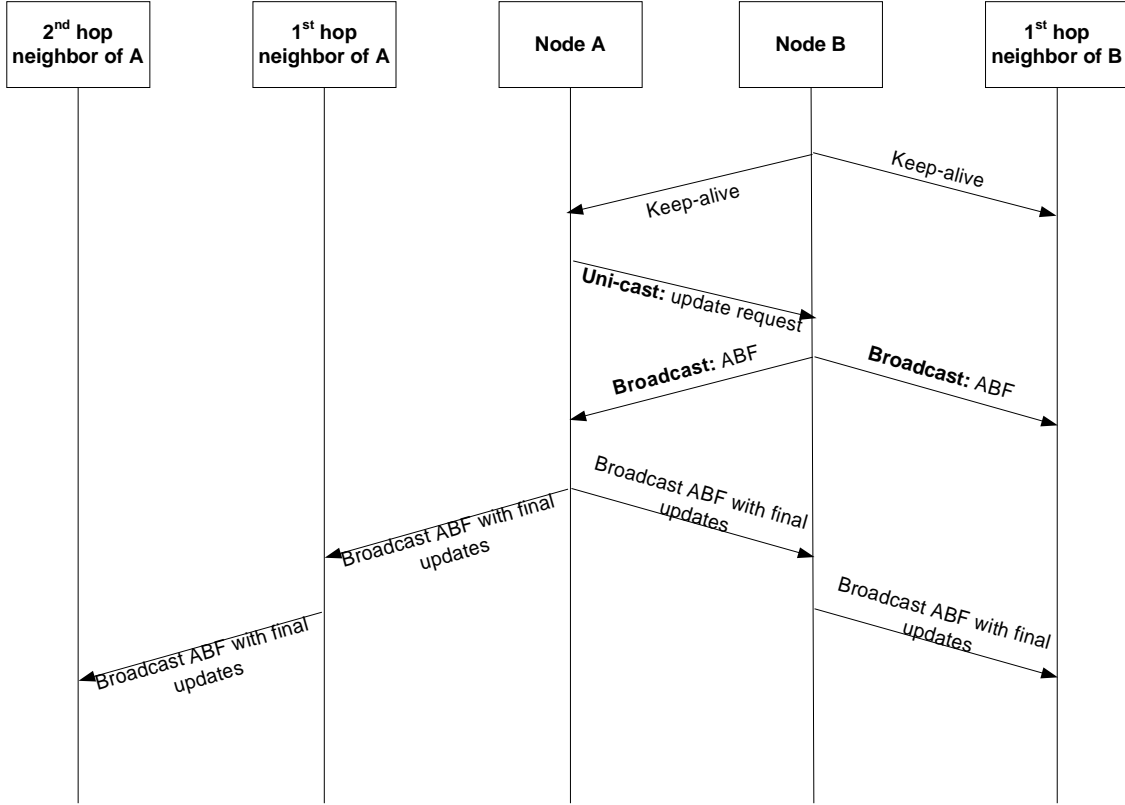 2nd hop
neighbor of A
1st hop
neighbor of A
Node A
Node B
1st hop
neighbor of B
Keep-alive
Keep-alive
Uni-cast: update request
Broadcast: ABF
Broadcast: ABF
Broadcast ABF with final
updates
Broadcast ABF with final
updates
Broadcast ABF with final
updates
Broadcast ABF with final
updates